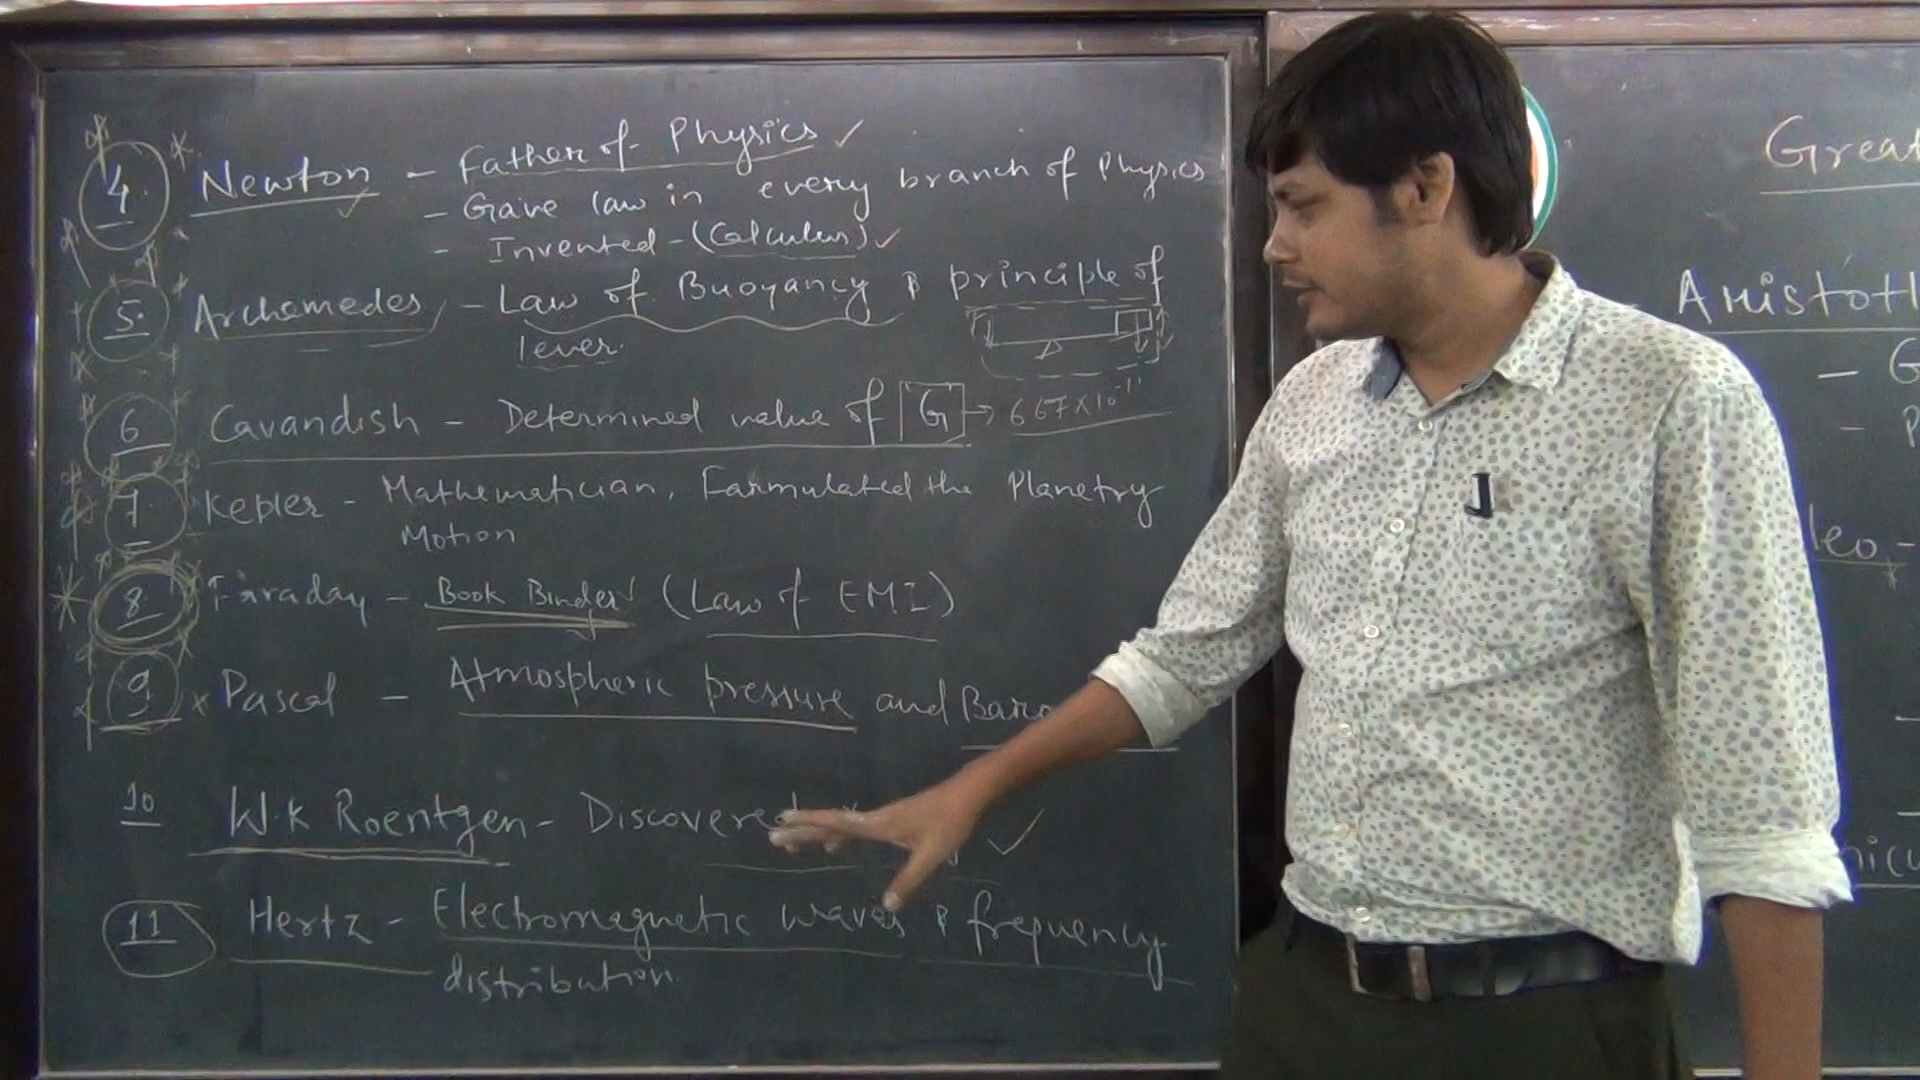 4. Newton - Father of Physics ✓
- Gave law in every branch of Physics
- Invented - (Calculus) ✓
5. Archemedes - Law of Buoyancy & principle of
lever.
6 Cavandish - Determined value of G → 6.67×10⁻¹¹
7. Kepler - Mathematician, Farmulated the Planetry
Motion
8 Faraday - Book Binder (Law of EMI)
9 Pascal - Atmospheric pressure and Baro
10 W.K Roentgen - Discovered
11 Hertz - Electromagnetic waves & frequency
distribution
Great
Aristotl
- G
- P
leo -
nicu